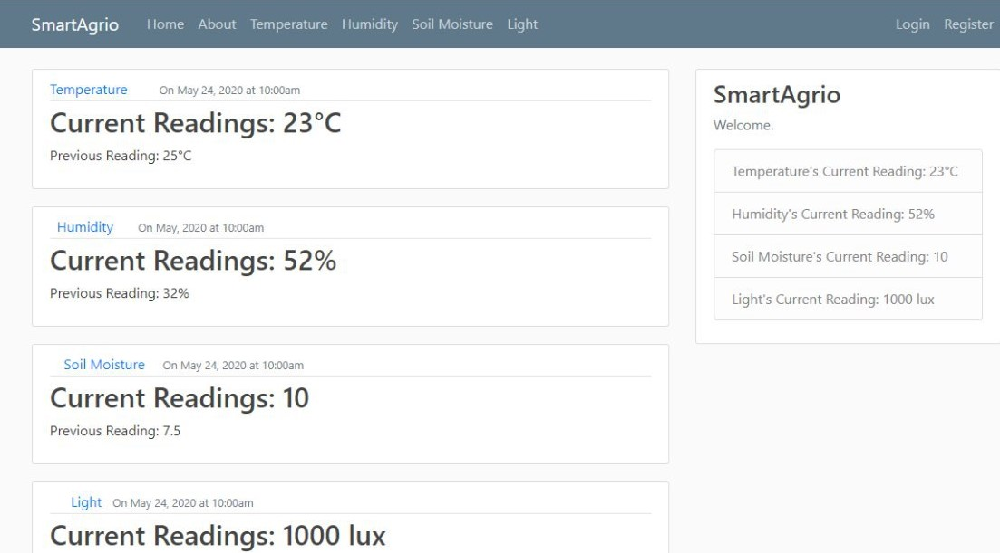 SmartAgrio Home About Temperature Humidity Soil Moisture Light Login Register
Temperature On May 24, 2020 at 10:00am
Current Readings: 23°C
Previous Reading: 25°C
Humidity On May, 2020 at 10:00am
Current Readings: 52%
Previous Reading: 32%
Soil Moisture On May 24, 2020 at 10:00am
Current Readings: 10
Previous Reading: 7.5
Light On May 24, 2020 at 10:00am
Current Readings: 1000 lux
SmartAgrio
Welcome.
Temperature's Current Reading: 23°C
Humidity's Current Reading: 52%
Soil Moisture's Current Reading: 10
Light's Current Reading: 1000 lux